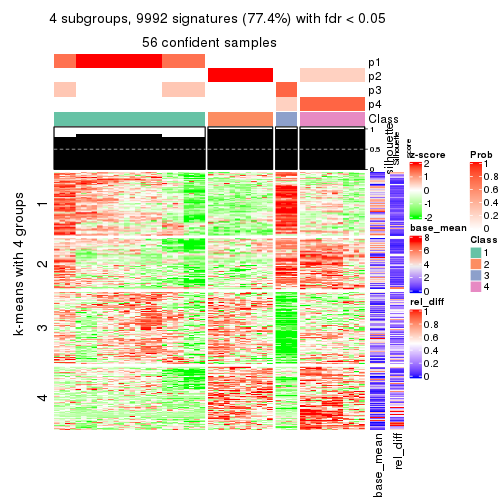 4 subgroups, 9992 signatures (77.4%) with fdr < 0.05
56 confident samples
p1
p2
p3
p4
Class
1
0.5
0
silhouette
Silhouette
score
k-means with 4 groups
1
2
3
4
base_mean
rel_diff
z-score
2
1
0
-1
-2
base_mean
8
6
4
2
0
rel_diff
1
0.8
0.6
0.4
0.2
0
Prob
1
0.8
0.6
0.4
0.2
0
Class
1
2
3
4